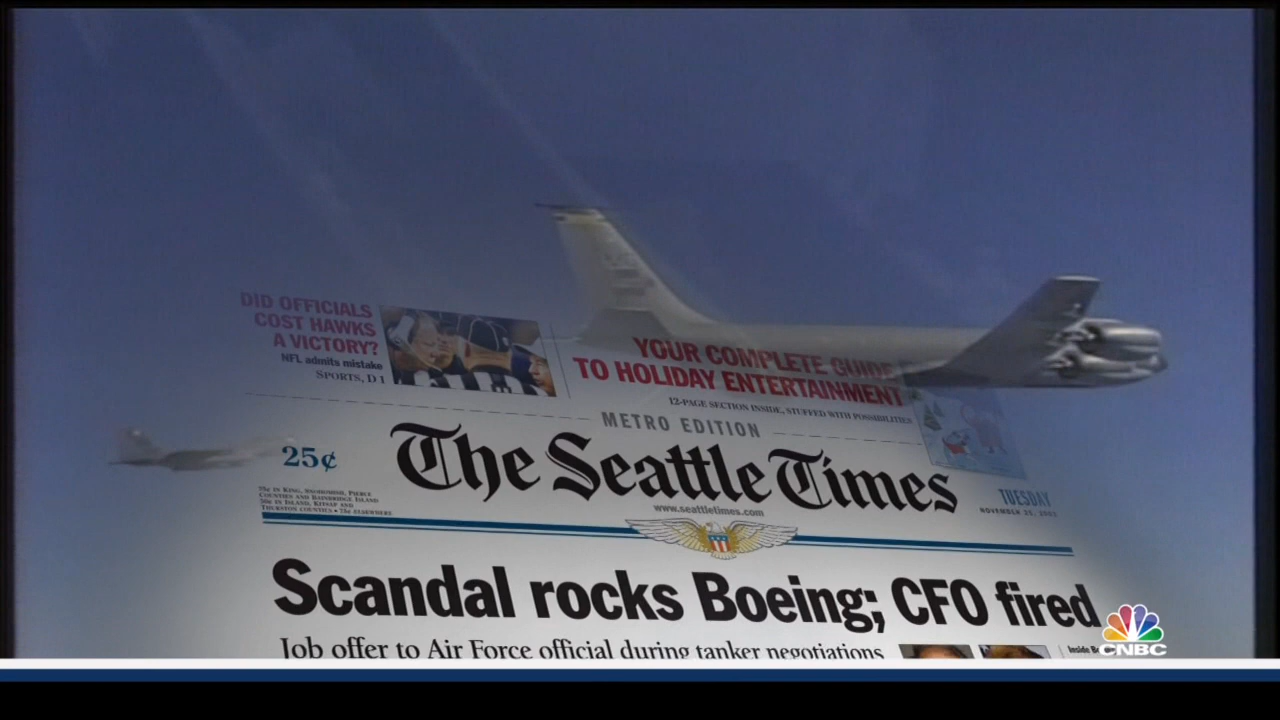 DID OFFICIALS
COST HAWKS
A VICTORY?
NFL admits mistake
SPORTS, D 1
YOUR COMPLETE GUIDE
TO HOLIDAY ENTERTAINMENT
12-PAGE SECTION INSIDE, STUFFED WITH POSSIBILITIES
METRO EDITION
25¢
The Seattle Times
TUESDAY
www.seattletimes.com
Scandal rocks Boeing; CFO fired
Job offer to Air Force official during tanker negotiations
CNBC